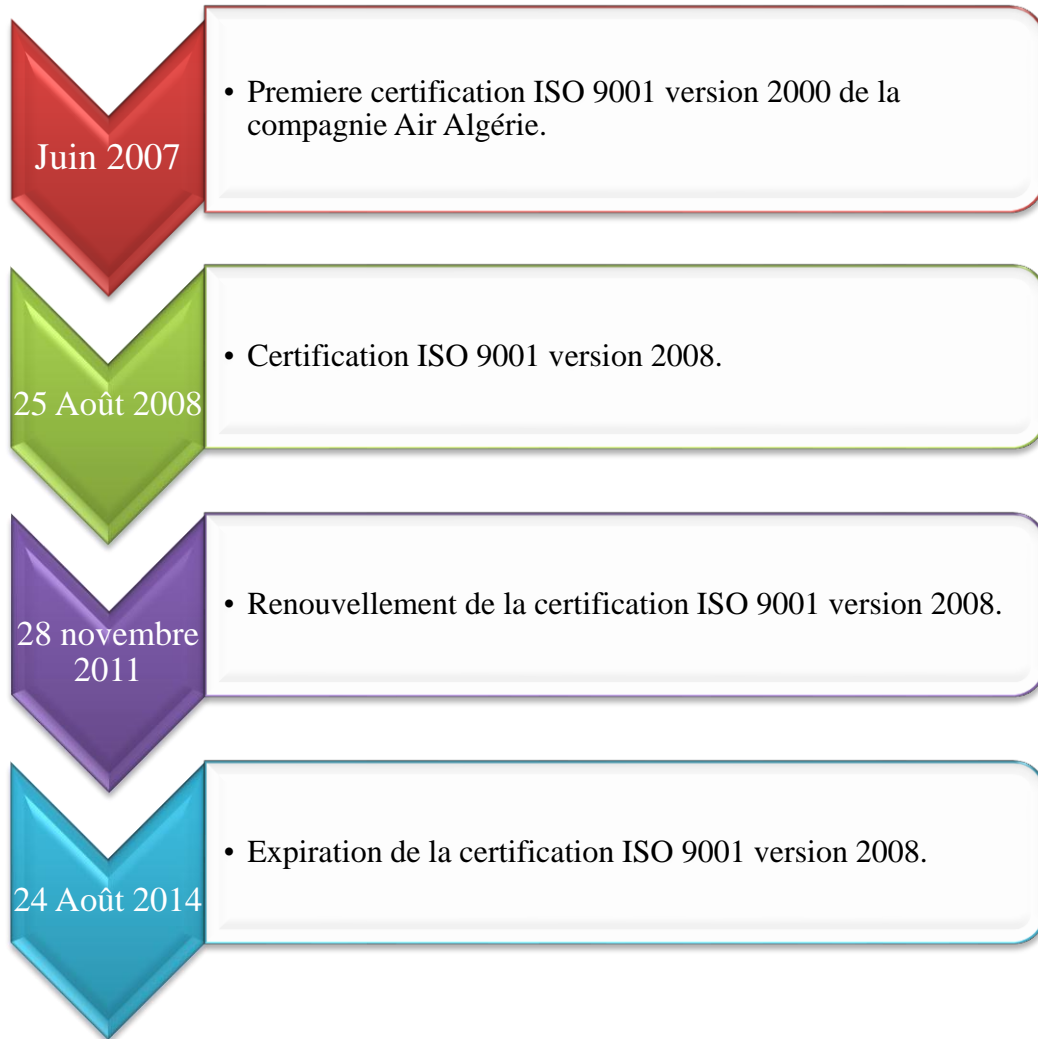 Juin 2007
• Premiere certification ISO 9001 version 2000 de la
compagnie Air Algérie.
25 Août 2008
• Certification ISO 9001 version 2008.
28 novembre
2011
• Renouvellement de la certification ISO 9001 version 2008.
24 Août 2014
• Expiration de la certification ISO 9001 version 2008.